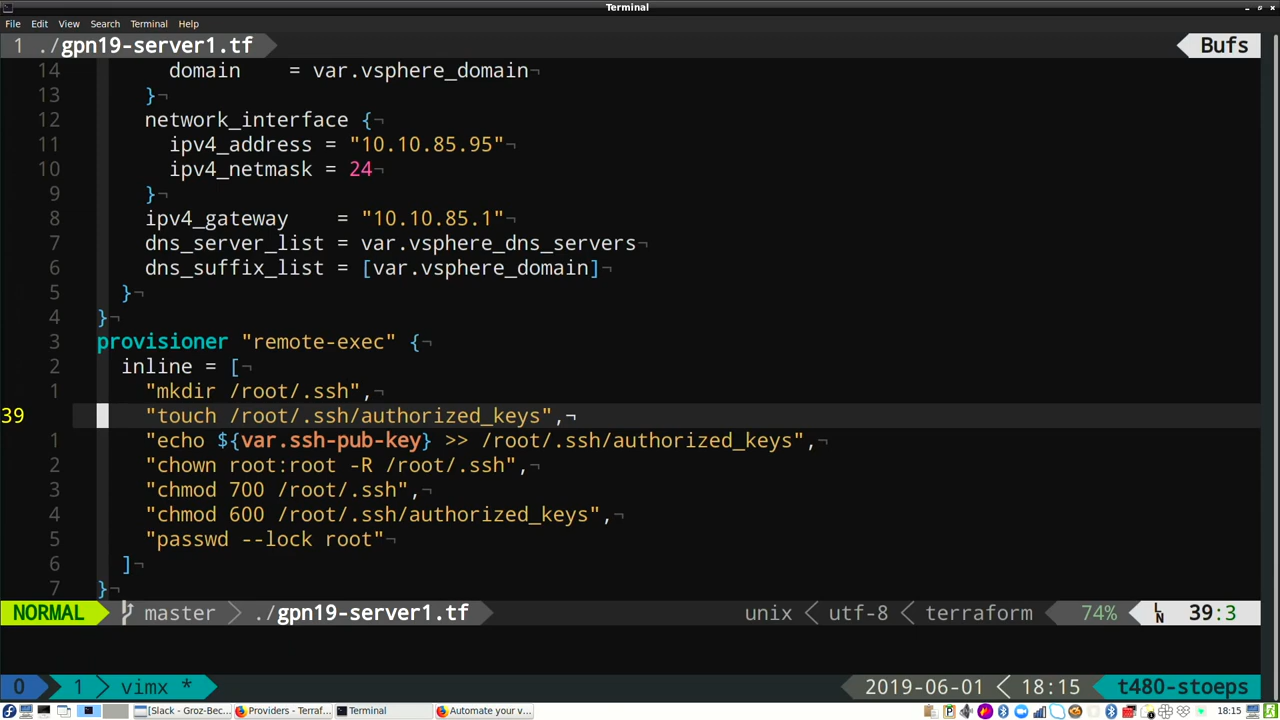 Terminal
File Edit View Search Terminal Help
1 ./gpn19-server1.tf Bufs
14 domain = var.vsphere_domain¬
13 }¬
12 network_interface {¬
11 ipv4_address = "10.10.85.95"¬
10 ipv4_netmask = 24¬
9 }¬
8 ipv4_gateway = "10.10.85.1"¬
7 dns_server_list = var.vsphere_dns_servers¬
6 dns_suffix_list = [var.vsphere_domain]¬
5 }¬
4 }¬
3 provisioner "remote-exec" {¬
2 inline = [¬
1 "mkdir /root/.ssh",¬
39 "touch /root/.ssh/authorized_keys",¬
1 "echo ${var.ssh-pub-key} >> /root/.ssh/authorized_keys",¬
2 "chown root:root -R /root/.ssh",¬
3 "chmod 700 /root/.ssh",¬
4 "chmod 600 /root/.ssh/authorized_keys",¬
5 "passwd --lock root"¬
6 ]¬
7 }¬
NORMAL master ./gpn19-server1.tf unix utf-8 terraform 74% LN 39:3
0 1 vimx * 2019-06-01 18:15 t480-stoeps
[Slack - Groz-Bec... Providers - Terraf... Terminal Automate your v... 18:15